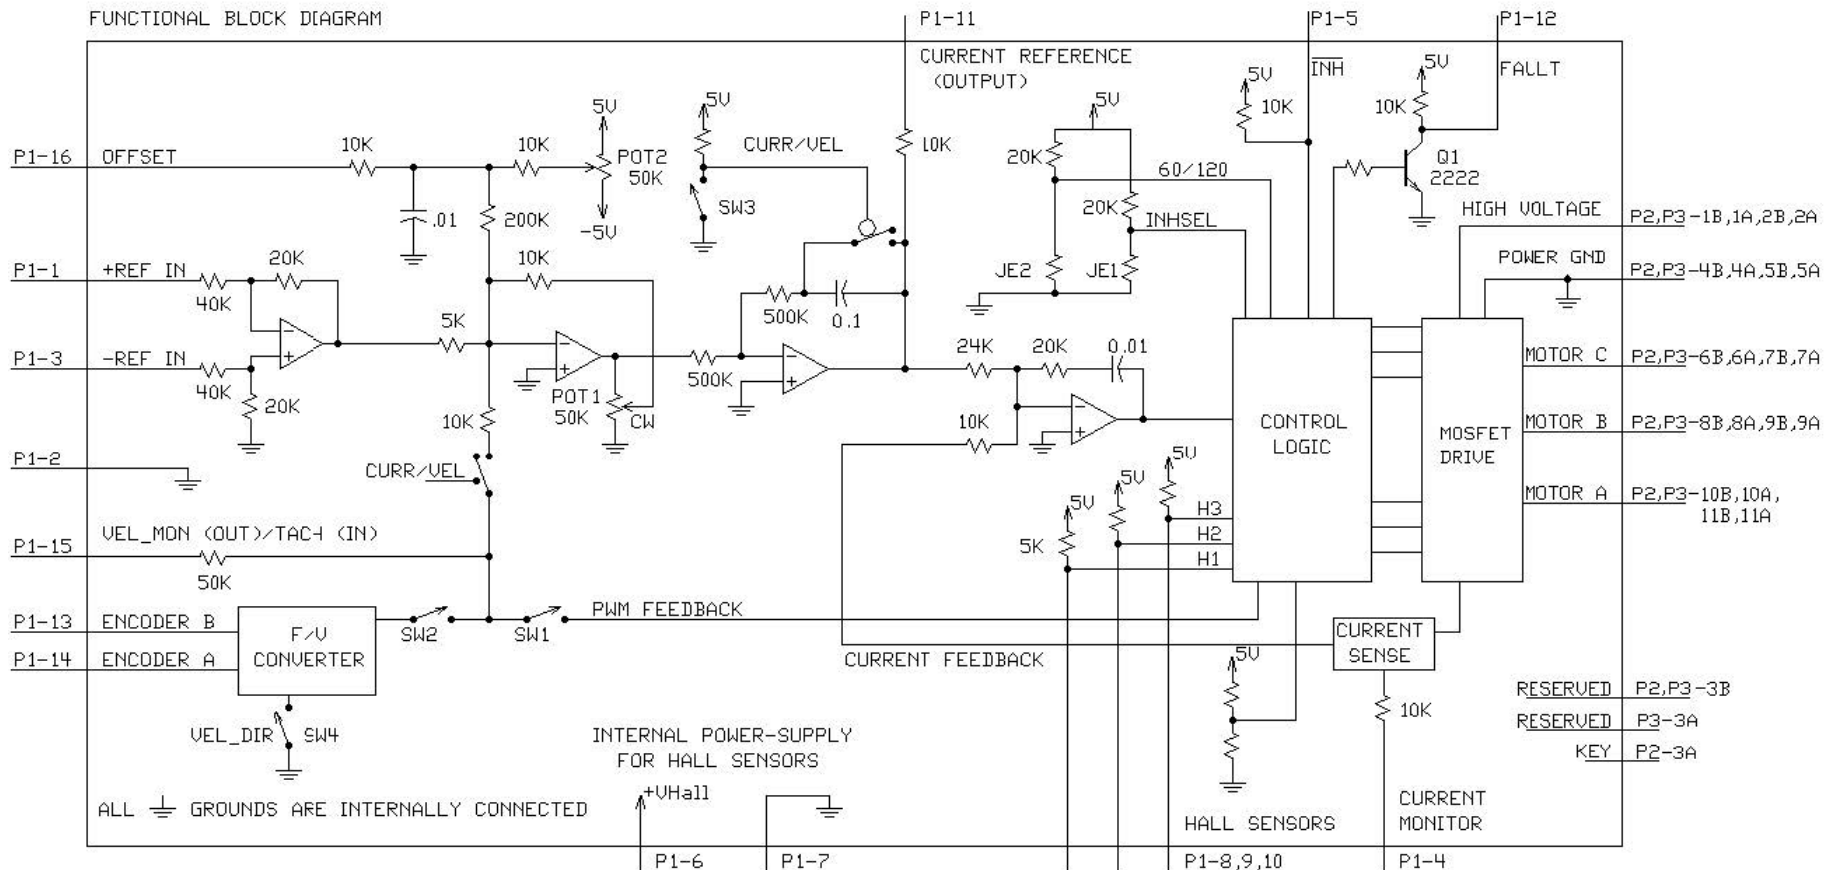 FUNCTIONAL BLOCK DIAGRAM
P1-11
P1-5
P1-12
CURRENT REFERENCE
(OUTPUT)
INH
FAULT
5V
10K
5V
10K
Q1
2222
P1-16 OFFSET
10K
10K
5V
POT2
50K
-5V
.01
200K
5V
CURR/VEL
SW3
10K
5V
20K
60/120
20K
INHSEL
JE2
JE1
HIGH VOLTAGE P2,P3-1B,1A,2B,2A
POWER GND P2,P3-4B,4A,5B,5A
P1-1 +REF IN
40K
20K
10K
500K
0.1
5K
P1-3 -REF IN
40K
20K
POT1
50K
CW
500K
24K
20K
0.01
10K
10K
CONTROL
LOGIC
MOSFET
DRIVE
MOTOR C P2,P3-6B,6A,7B,7A
MOTOR B P2,P3-8B,8A,9B,9A
MOTOR A P2,P3-10B,10A,
11B,11A
P1-2
CURR/VEL
5V
5V
5V
5K
H3
H2
H1
VEL_MON (OUT)/TACH (IN)
P1-15
50K
P1-13 ENCODER B
P1-14 ENCODER A
F/V
CONVERTER
SW2
SW1
PWM FEEDBACK
CURRENT FEEDBACK
CURRENT
SENSE
5V
10K
RESERVED P2,P3-3B
RESERVED P3-3A
KEY P2-3A
VEL_DIR
SW4
INTERNAL POWER-SUPPLY
FOR HALL SENSORS
+VHall
ALL GROUNDS ARE INTERNALLY CONNECTED
HALL SENSORS
CURRENT
MONITOR
P1-6
P1-7
P1-8,9,10
P1-4